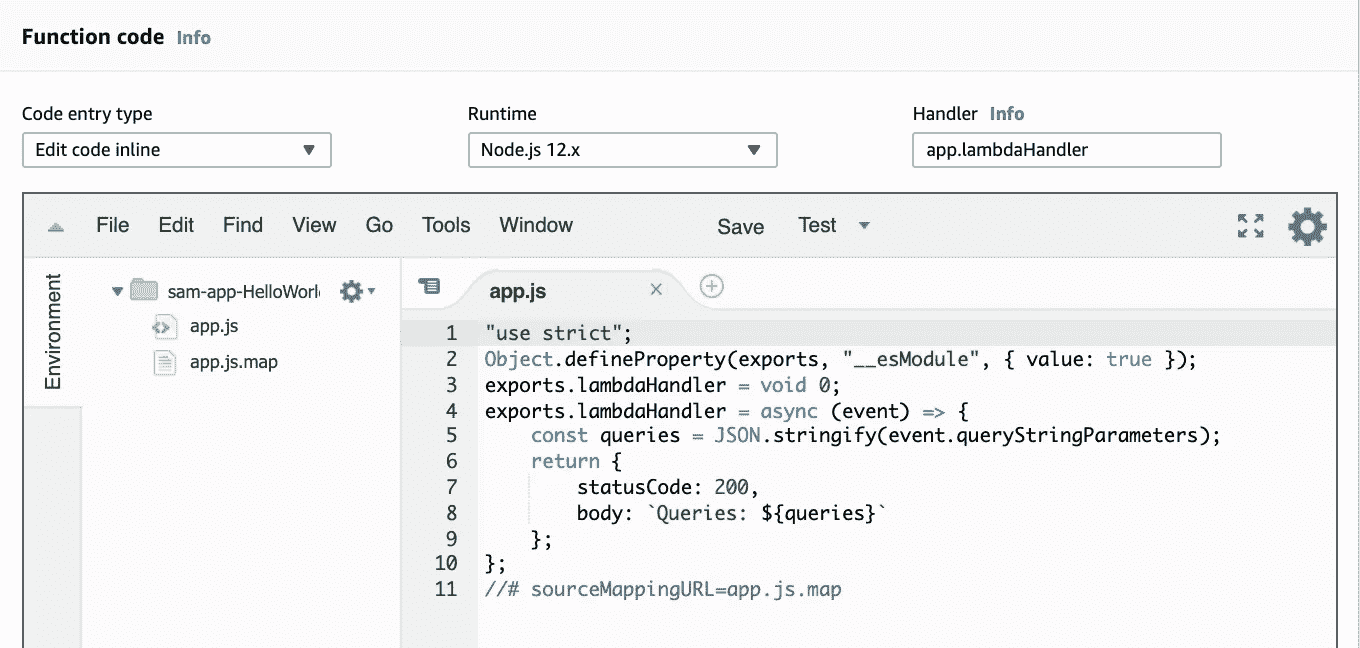 Function code Info
Code entry type Runtime Handler Info
Edit code inline Node.js 12.x app.lambdaHandler
File Edit Find View Go Tools Window Save Test
Environment
sam-app-HelloWorl
app.js
app.js.map
app.js
1 "use strict";
2 Object.defineProperty(exports, "__esModule", { value: true });
3 exports.lambdaHandler = void 0;
4 exports.lambdaHandler = async (event) => {
5     const queries = JSON.stringify(event.queryStringParameters);
6     return {
7         statusCode: 200,
8         body: `Queries: ${queries}`
9     };
10 };
11 //# sourceMappingURL=app.js.map